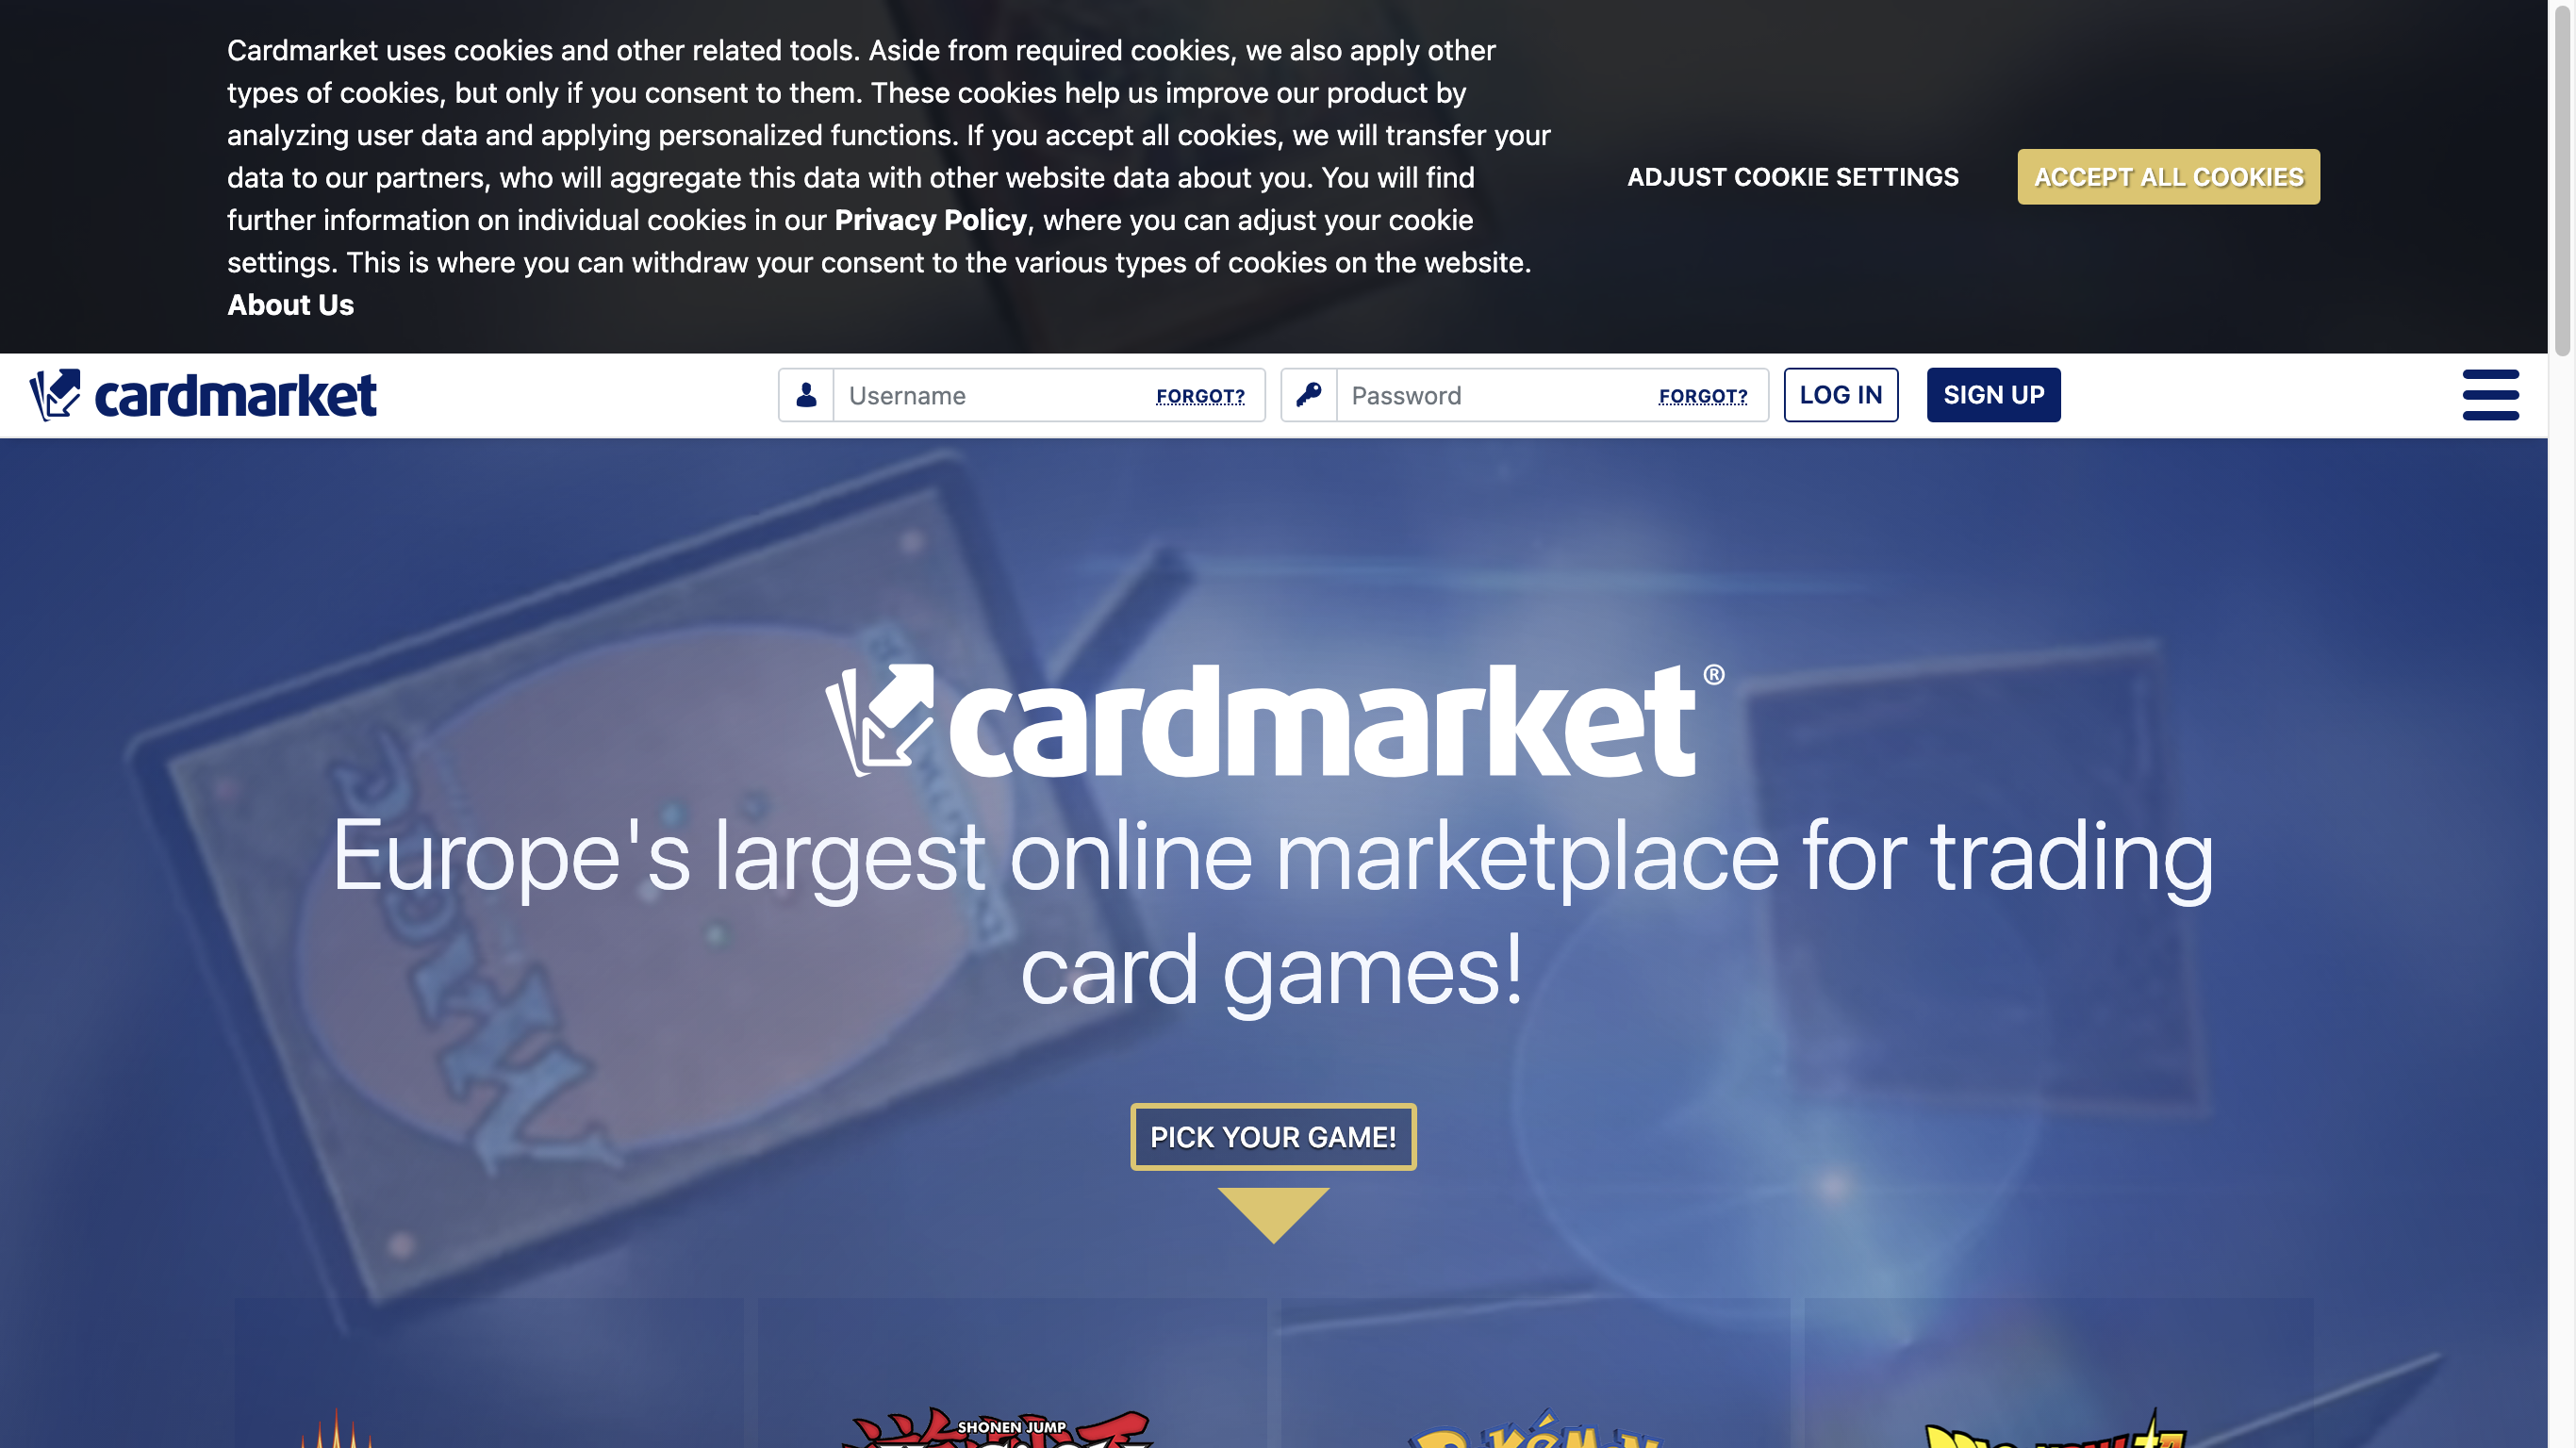 Cardmarket uses cookies and other related tools. Aside from required cookies, we also apply other
types of cookies, but only if you consent to them. These cookies help us improve our product by
analyzing user data and applying personalized functions. If you accept all cookies, we will transfer your
data to our partners, who will aggregate this data with other website data about you. You will find
further information on individual cookies in our Privacy Policy, where you can adjust your cookie
settings. This is where you can withdraw your consent to the various types of cookies on the website.
About Us
ADJUST COOKIE SETTINGS
ACCEPT ALL COOKIES
cardmarket
Username
FORGOT?
Password
FORGOT?
LOG IN
SIGN UP
cardmarket®
Europe's largest online marketplace for trading
card games!
PICK YOUR GAME!
SHONEN JUMP
Pokémon